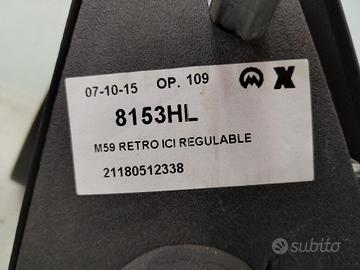 07-10-15 OP. 109
8153HL
M59 RETRO ICI REGULABLE
21180512338
subito